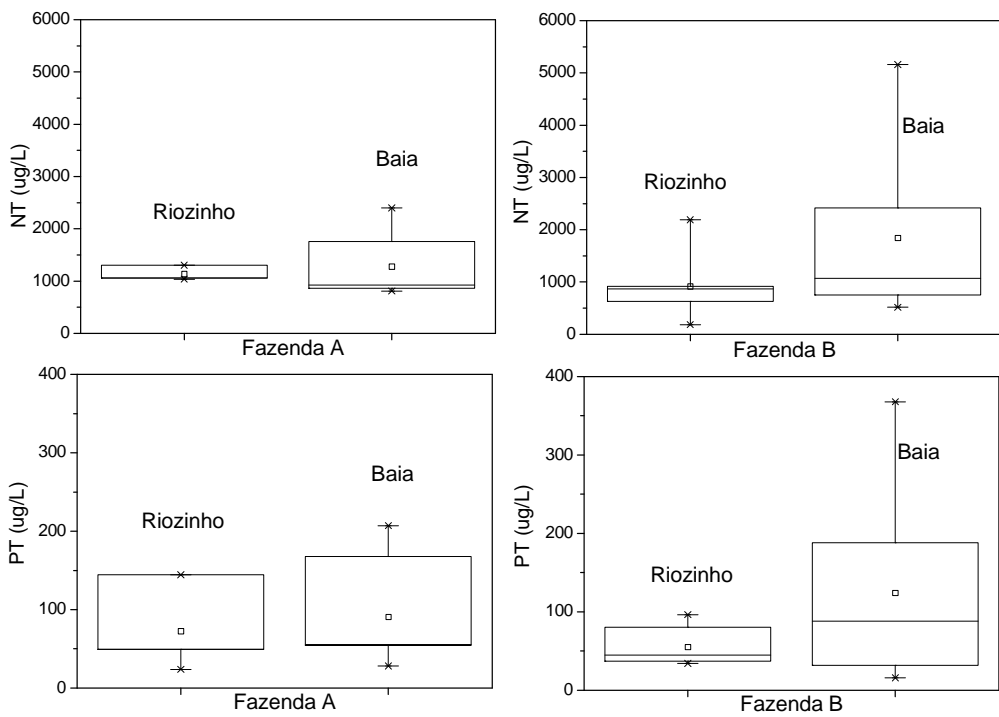 6000
5000
4000
3000
2000
1000
0
NT (ug/L)
Riozinho
Baia
Fazenda A
6000
5000
4000
3000
2000
1000
0
NT (ug/L)
Riozinho
Baia
Fazenda B
400
300
200
100
0
PT (ug/L)
Riozinho
Baia
Fazenda A
400
300
200
100
0
PT (ug/L)
Riozinho
Baia
Fazenda B